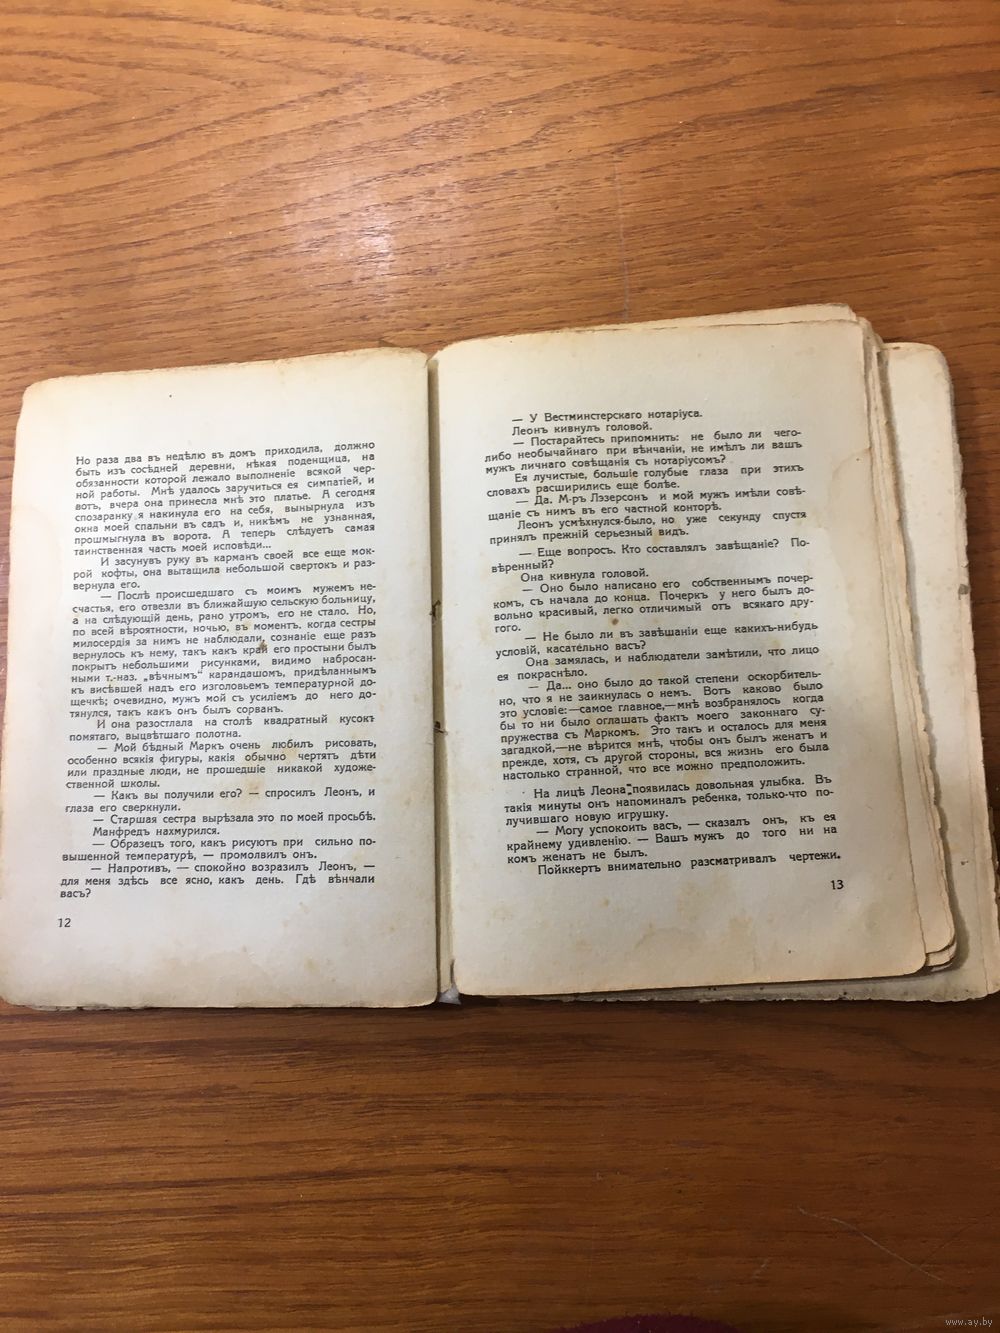 Но раза два въ недѣлю въ домъ приходила, должно
быть изъ сосѣдней деревни, нѣкая поденщица, на
обязанности которой лежало выполненіе всякой чер-
ной работы. Мнѣ удалось заручиться ея симпатіей, и
вотъ, вчера она принесла мнѣ это платье. А сегодня
спозаранку я накинула его на себя, вынырнула изъ
окна моей спальни въ садъ и, никѣмъ не узнанная,
прошмыгнула въ ворота. А теперь слѣдуетъ самая
таинственная часть моей исповѣди...
И засунувъ руку въ карманъ своей все еще мок-
рой кофты, она вытащила небольшой свертокъ и раз-
вернула его.
— Послѣ происшедшаго съ моимъ мужемъ не-
счастья, его отвезли въ ближайшую сельскую больницу,
а на слѣдующій день, рано утромъ, его не стало. Но,
по всей вѣроятности, ночью, въ моментъ, когда сестры
милосердія за нимъ не наблюдали, сознаніе еще разъ
вернулось къ нему, такъ какъ край его простыни былъ
покрытъ небольшими рисунками, видимо набросан-
ными т.-наз. „вѣчнымъ“ карандашомъ, придѣланнымъ
къ висѣвшей надъ его изголовьемъ температурной до-
щечкѣ; очевидно, мужъ мой съ усиліемъ до него до-
тянулся, такъ какъ онъ былъ сорванъ.
И она разостлала на столѣ квадратный кусокъ
помятаго, выцвѣтшаго полотна.
— Мой бѣдный Маркъ очень любилъ рисовать,
особенно всякія фигуры, какія обычно чертятъ дѣти
или праздные люди, не прошедшіе никакой художе-
ственной школы.
— Какъ вы получили его? — спросилъ Леонъ, и
глаза его сверкнули.
— Старшая сестра вырѣзала это по моей просьбѣ,
Манфредъ нахмурился.
— Образецъ того, какъ рисуютъ при сильно по-
вышенной температурѣ, — промолвилъ онъ.
— Напротивъ, — спокойно возразилъ Леонъ, —
для меня здѣсь все ясно, какъ день. Гдѣ вѣнчали
васъ?
12
— У Вестминстерскаго нотаріуса.
Леонъ кивнулъ головой.
— Постарайтесь припомнить: не было ли чего-
либо необычайнаго при вѣнчаніи, не имѣлъ ли вашъ
мужъ личнаго совѣщанія съ нотаріусомъ?
Ея лучистые, большіе голубые глаза при этихъ
словахъ расширились еще болѣе.
— Да. М-ръ Лэзерсонъ и мой мужъ имѣли совѣ-
щаніе съ нимъ въ его частной конторѣ.
Леонъ усмѣхнулся-было, но уже секунду спустя
принялъ прежній серьезный видъ.
— Еще вопросъ. Кто составлялъ завѣщаніе? По-
вѣренный?
Она кивнула головой.
— Оно было написано его собственнымъ почер-
комъ, съ начала до конца. Почеркъ у него былъ до-
вольно красивый, легко отличимый отъ всякаго дру-
гого.
— Не было ли въ завѣшаніи еще какихъ-нибудь
условій, касательно васъ?
Она замялась, и наблюдатели замѣтили, что лицо
ея покраснѣло.
— Да... оно было до такой степени оскорбитель-
но, что я не заикнулась о немъ. Вотъ каково было
это условіе:—самое главное,—мнѣ возбранялось когда
бы то ни было оглашать фактъ моего законнаго су-
пружества съ Маркомъ. Это такъ и осталось для меня
загадкой,—не вѣрится мнѣ, чтобы онъ былъ женатъ и
прежде, хотя, съ другой стороны, вся жизнь его была
настолько странной, что все можно предположить.
На лицѣ Леона появилась довольная улыбка. Въ
такія минуты онъ напоминалъ ребенка, только-что по-
лучившаго новую игрушку.
— Могу успокоить васъ, — сказалъ онъ, къ ея
крайнему удивленію. — Вашъ мужъ до того ни на
комъ женатъ не былъ.
Пойккертъ внимательно разсматривалъ чертежи.
13
www.ay.by